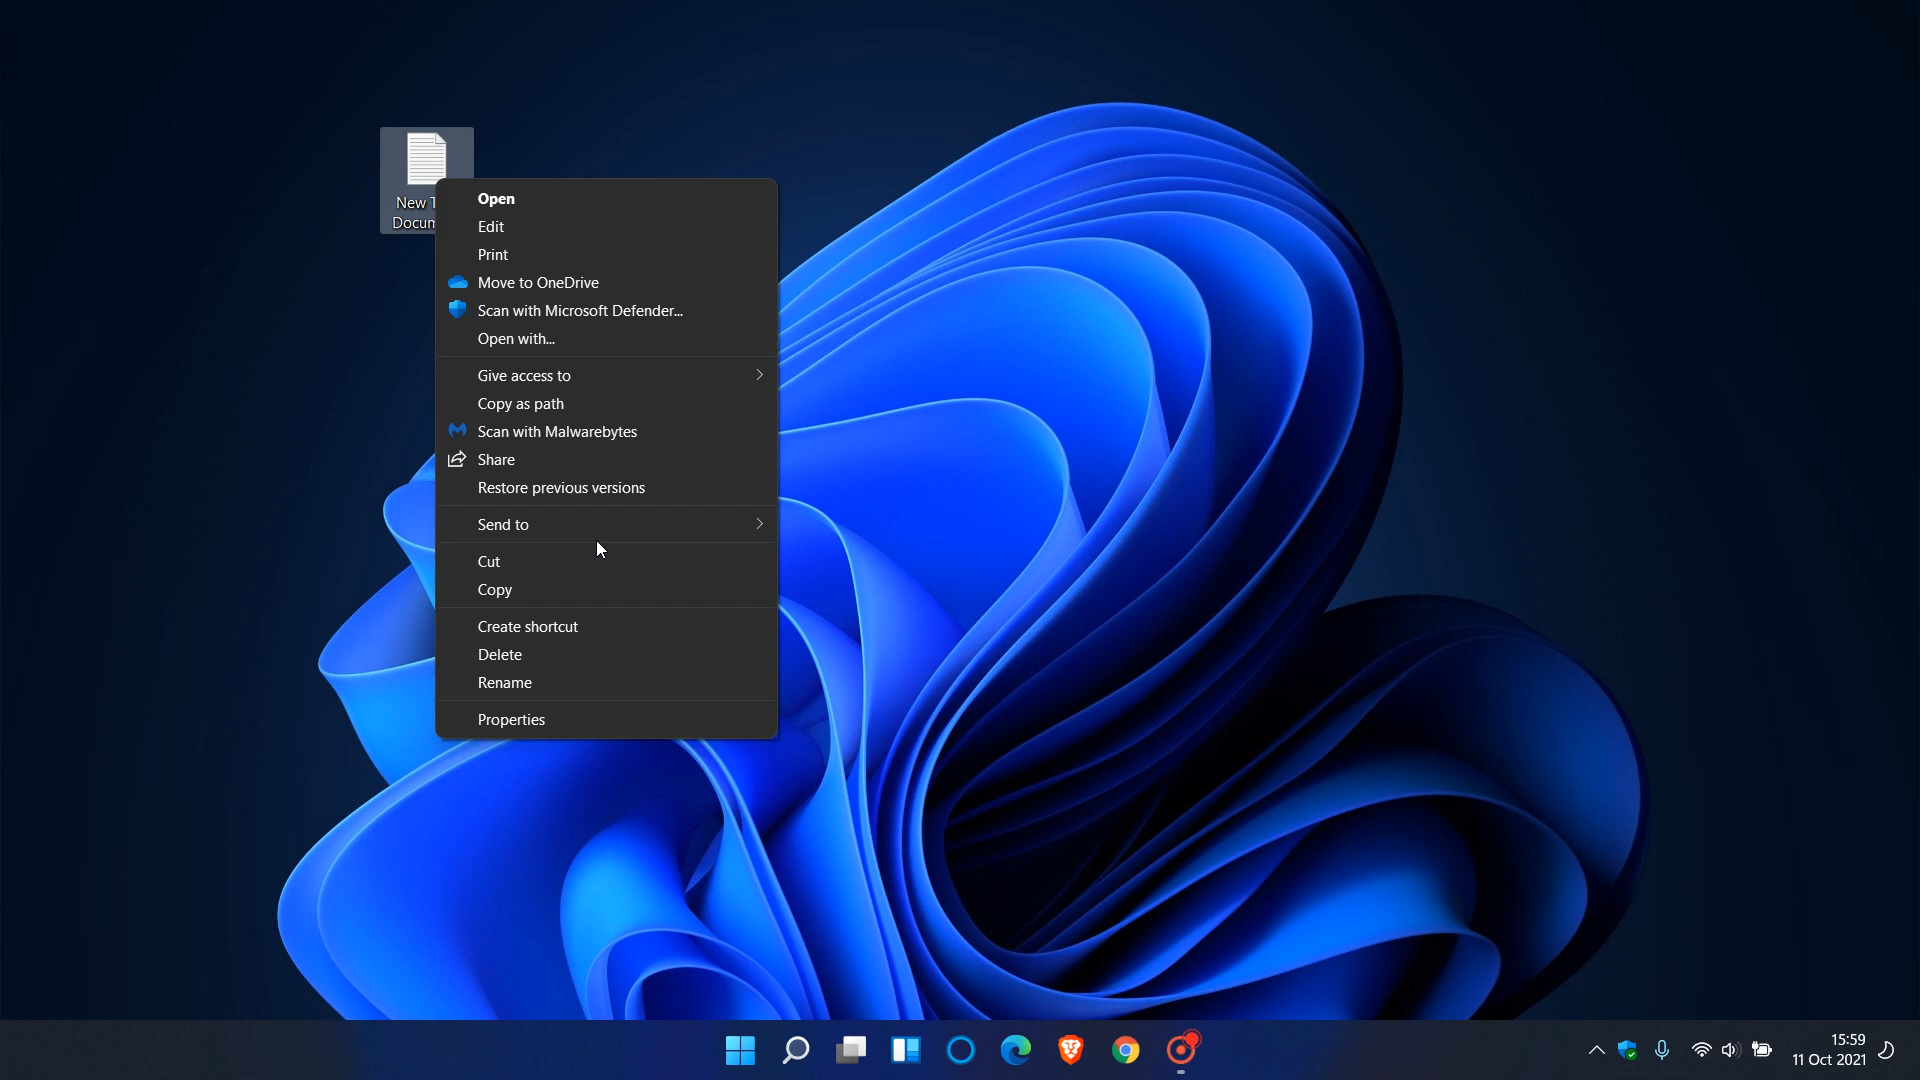 New
Docum
Open
Edit
Print
Move to OneDrive
Scan with Microsoft Defender...
Open with...
Give access to
Copy as path
Scan with Malwarebytes
Share
Restore previous versions
Send to
Cut
Copy
Create shortcut
Delete
Rename
Properties
15:59
11 Oct 2021